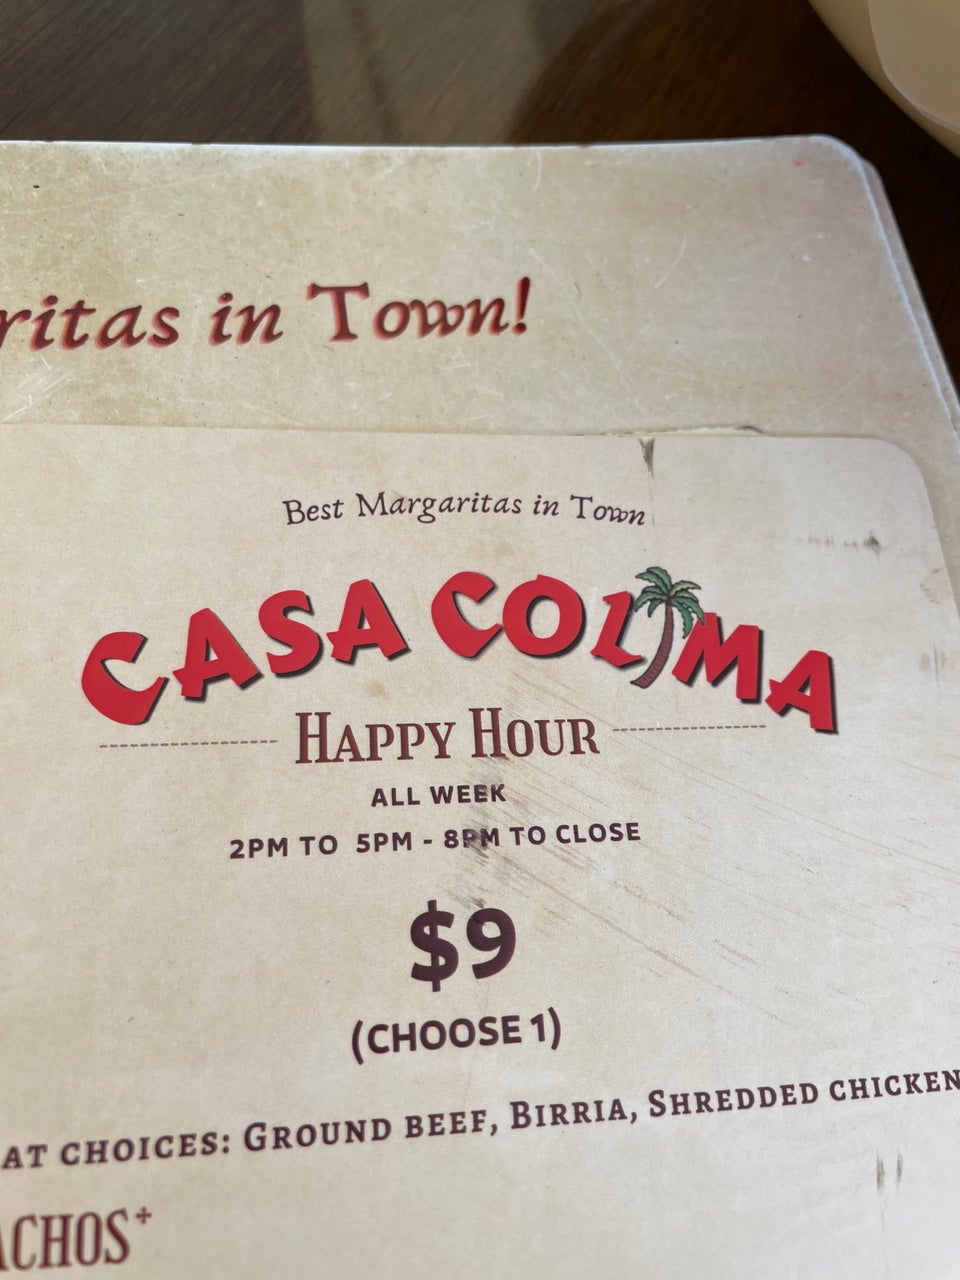 ritas in Town!
Best Margaritas in Town
CASA COLIMA
HAPPY HOUR
ALL WEEK
2PM TO 5PM - 8PM TO CLOSE
$9
(CHOOSE 1)
AT CHOICES: GROUND BEEF, BIRRIA, SHREDDED CHICKEN
ACHOS+